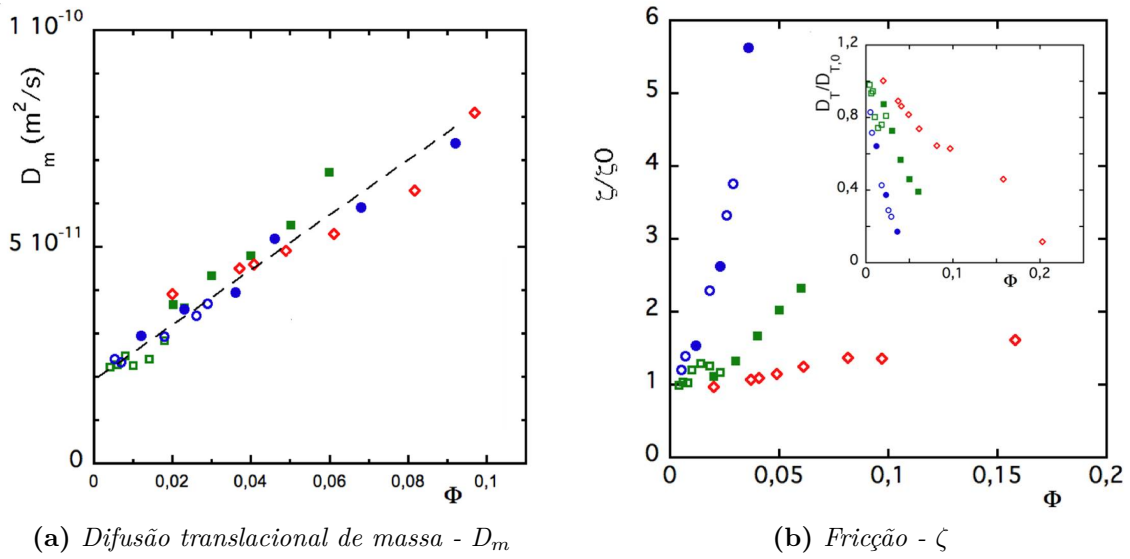 1 10⁻¹⁰
D_m (m²/s)
5 10⁻¹¹
0
0 0,02 0,04 0,06 0,08 0,1
Φ
(a) Difusão translacional de massa - D_m
6
5
4
3
2
1
0
ζ/ζ0
0 0,05 0,1 0,15 0,2
Φ
1,2
0,8
0,4
0
D_T/D_T,0
0 0,1 0,2
Φ
(b) Fricção - ζ